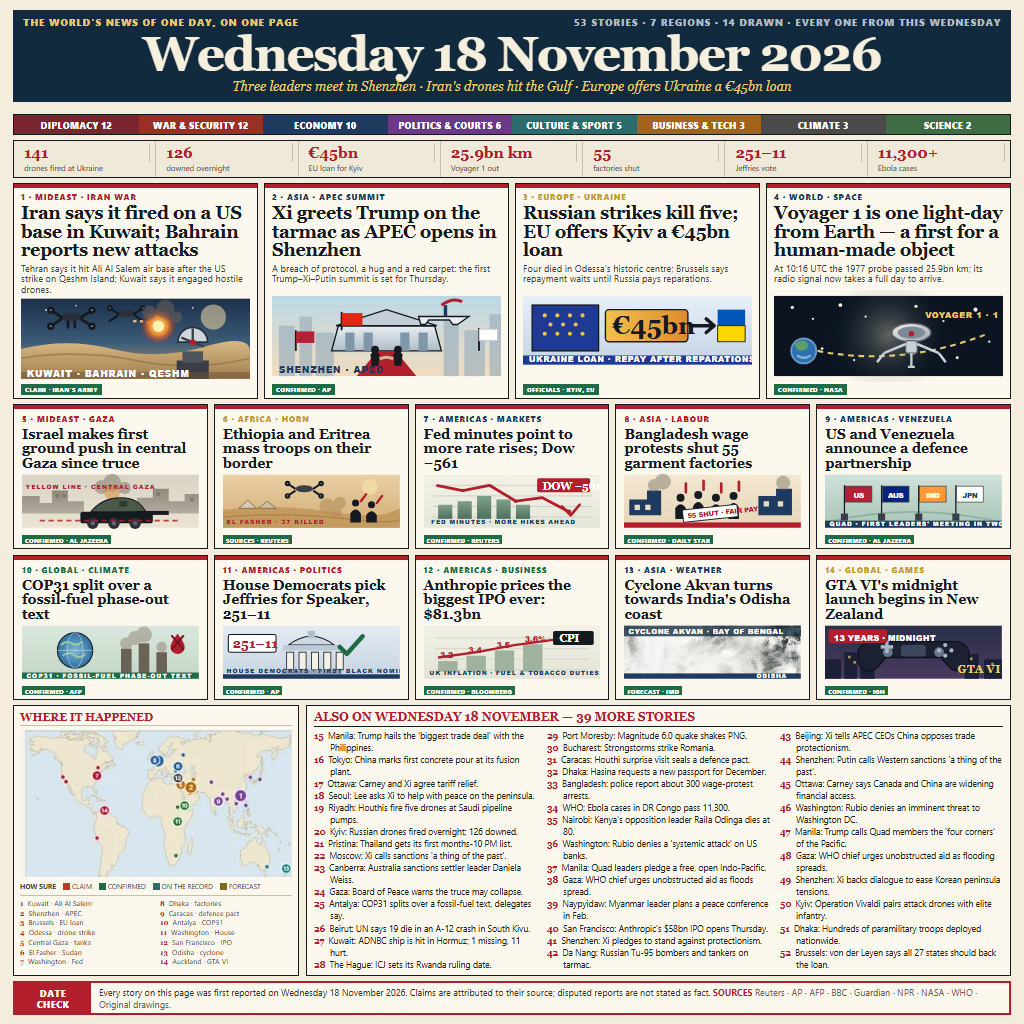 THE WORLD'S NEWS OF ONE DAY, ON ONE PAGE
53 STORIES · 7 REGIONS · 14 DRAWN · EVERY ONE FROM THIS WEDNESDAY
Wednesday 18 November 2026
Three leaders meet in Shenzhen · Iran's drones hit the Gulf · Europe offers Ukraine a €45bn loan
DIPLOMACY 12
WAR & SECURITY 12
ECONOMY 10
POLITICS & COURTS 6
CULTURE & SPORT 5
BUSINESS & TECH 3
CLIMATE 3
SCIENCE 2
141
drones fired at Ukraine
126
downed overnight
€45bn
EU loan for Kyiv
25.9bn km
Voyager 1 out
55
factories shut
251–11
Jeffries vote
11,300+
Ebola cases
1 · MIDEAST · IRAN WAR
Iran says it fired on a US
base in Kuwait; Bahrain
reports new attacks
Tehran says it hit Ali Al Salem air base after the US
strike on Qeshm Island; Kuwait says it engaged hostile
drones.
KUWAIT · BAHRAIN · QESHM
CLAIM · IRAN'S ARMY
2 · ASIA · APEC SUMMIT
Xi greets Trump on the
tarmac as APEC opens in
Shenzhen
A breach of protocol, a hug and a red carpet: the first
Trump–Xi–Putin summit is set for Thursday.
SHENZHEN · APEC
CONFIRMED · AP
3 · EUROPE · UKRAINE
Russian strikes kill five;
EU offers Kyiv a €45bn
loan
Four died in Odessa's historic centre; Brussels says
repayment waits until Russia pays reparations.
€45bn
UKRAINE LOAN · REPAY AFTER REPARATIONS
OFFICIALS · KYIV, EU
4 · WORLD · SPACE
Voyager 1 is one light-day
from Earth — a first for a
human-made object
At 10:16 UTC the 1977 probe passed 25.9bn km; its
radio signal now takes a full day to arrive.
VOYAGER 1 · 1
CONFIRMED · NASA
5 · MIDEAST · GAZA
Israel makes first
ground push in central
Gaza since truce
YELLOW LINE · CENTRAL GAZA
CONFIRMED · AL JAZEERA
6 · AFRICA · HORN
Ethiopia and Eritrea
mass troops on their
border
EL FASHER · 37 KILLED
SOURCES · REUTERS
7 · AMERICAS · MARKETS
Fed minutes point to
more rate rises; Dow
−561
DOW −561
FED MINUTES · MORE HIKES AHEAD
CONFIRMED · REUTERS
8 · ASIA · LABOUR
Bangladesh wage
protests shut 55
garment factories
55 SHUT · FAIR PAY
CONFIRMED · DAILY STAR
9 · AMERICAS · VENEZUELA
US and Venezuela
announce a defence
partnership
US
AUS
IND
JPN
QUAD · FIRST LEADERS' MEETING IN TWO
CONFIRMED · AL JAZEERA
10 · GLOBAL · CLIMATE
COP31 split over a
fossil-fuel phase-out
text
COP31 · FOSSIL-FUEL PHASE-OUT TEXT
CONFIRMED · AFP
11 · AMERICAS · POLITICS
House Democrats pick
Jeffries for Speaker,
251–11
251–11
HOUSE DEMOCRATS · FIRST BLACK NOMI
CONFIRMED · AP
12 · AMERICAS · BUSINESS
Anthropic prices the
biggest IPO ever:
$81.3bn
3.2
3.4
3.5
3.6%
CPI
UK INFLATION · FUEL & TOBACCO DUTIES
CONFIRMED · BLOOMBERG
13 · ASIA · WEATHER
Cyclone Akvan turns
towards India's Odisha
coast
CYCLONE AKVAN · BAY OF BENGAL
ODISHA
FORECAST · IMD
14 · GLOBAL · GAMES
GTA VI's midnight
launch begins in New
Zealand
13 YEARS · MIDNIGHT
GTA VI
CONFIRMED · IGN
WHERE IT HAPPENED
HOW SURE
CLAIM
CONFIRMED
ON THE RECORD
FORECAST
1 Kuwait · Ali Al Salem
2 Shenzhen · APEC
3 Brussels · EU loan
4 Odessa · drone strike
5 Central Gaza · tanks
6 El Fasher · Sudan
7 Washington · Fed
8 Dhaka · factories
9 Caracas · defence pact
10 Antalya · COP31
11 Washington · House
12 San Francisco · IPO
13 Odisha · cyclone
14 Auckland · GTA VI
ALSO ON WEDNESDAY 18 NOVEMBER — 39 MORE STORIES
15 Manila: Trump hails the 'biggest trade deal' with the
Philippines.
16 Tokyo: China marks first concrete pour at its fusion
plant.
17 Ottawa: Carney and Xi agree tariff relief.
18 Seoul: Lee asks Xi to help with peace on the peninsula.
19 Riyadh: Houthis fire five drones at Saudi pipeline
pumps.
20 Kyiv: Russian drones fired overnight; 126 downed.
21 Pristina: Thailand gets its first months-10 PM list.
22 Moscow: Xi calls sanctions 'a thing of the past'.
23 Canberra: Australia sanctions settler leader Daniela
Weiss.
24 Gaza: Board of Peace warns the truce may collapse.
25 Antalya: COP31 splits over a fossil-fuel text, delegates
say.
26 Beirut: UN says 19 die in an A-12 crash in South Kivu.
27 Kuwait: ADNBC ship is hit in Hormuz; 1 missing, 11
hurt.
28 The Hague: ICJ sets its Rwanda ruling date.
29 Port Moresby: Magnitude 6.0 quake shakes PNG.
30 Bucharest: Strongstorms strike Romania.
31 Caracas: Houthi surprise visit seals a defence pact.
32 Dhaka: Hasina requests a new passport for December.
33 Bangladesh: police report about 300 wage-protest
arrests.
34 WHO: Ebola cases in DR Congo pass 11,300.
35 Nairobi: Kenya's opposition leader Raila Odinga dies at
80.
36 Washington: Rubio denies a 'systemic attack' on US
banks.
37 Manila: Quad leaders pledge a free, open Indo-Pacific.
38 Gaza: WHO chief urges unobstructed aid as floods
spread.
39 Naypyidaw: Myanmar leader plans a peace conference
in Feb.
40 San Francisco: Anthropic's $58bn IPO opens Thursday.
41 Shenzhen: Xi pledges to stand against protectionism.
42 Da Nang: Russian Tu-95 bombers and tankers on
tarmac.
43 Beijing: Xi tells APEC CEOs China opposes trade
protectionism.
44 Shenzhen: Putin calls Western sanctions 'a thing of the
past'.
45 Ottawa: Carney says Canada and China are widening
financial access.
46 Washington: Rubio denies an imminent threat to
Washington DC.
47 Manila: Trump calls Quad members the 'four corners'
of the Pacific.
48 Gaza: WHO chief urges unobstructed aid as flooding
spreads.
49 Shenzhen: Xi backs dialogue to ease Korean peninsula
tensions.
50 Kyiv: Operation Vivaldi pairs attack drones with elite
infantry.
51 Dhaka: Hundreds of paramilitary troops deployed
nationwide.
52 Brussels: von der Leyen says all 27 states should back
the loan.
DATE
CHECK
Every story on this page was first reported on Wednesday 18 November 2026. Claims are attributed to their source; disputed reports are not stated as fact. SOURCES Reuters · AP · AFP · BBC · Guardian · NPR · NASA · WHO ·
Original drawings.